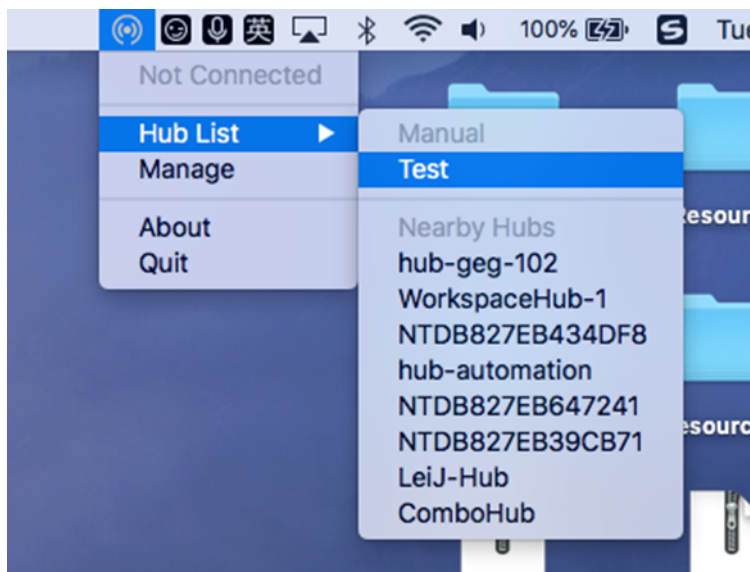 英 100% Tue
Not Connected
Hub List
Manage
About
Quit
Manual
Test
Nearby Hubs
hub-geg-102
WorkspaceHub-1
NTDB827EB434DF8
hub-automation
NTDB827EB647241
NTDB827EB39CB71
LeiJ-Hub
ComboHub
esour
esourc